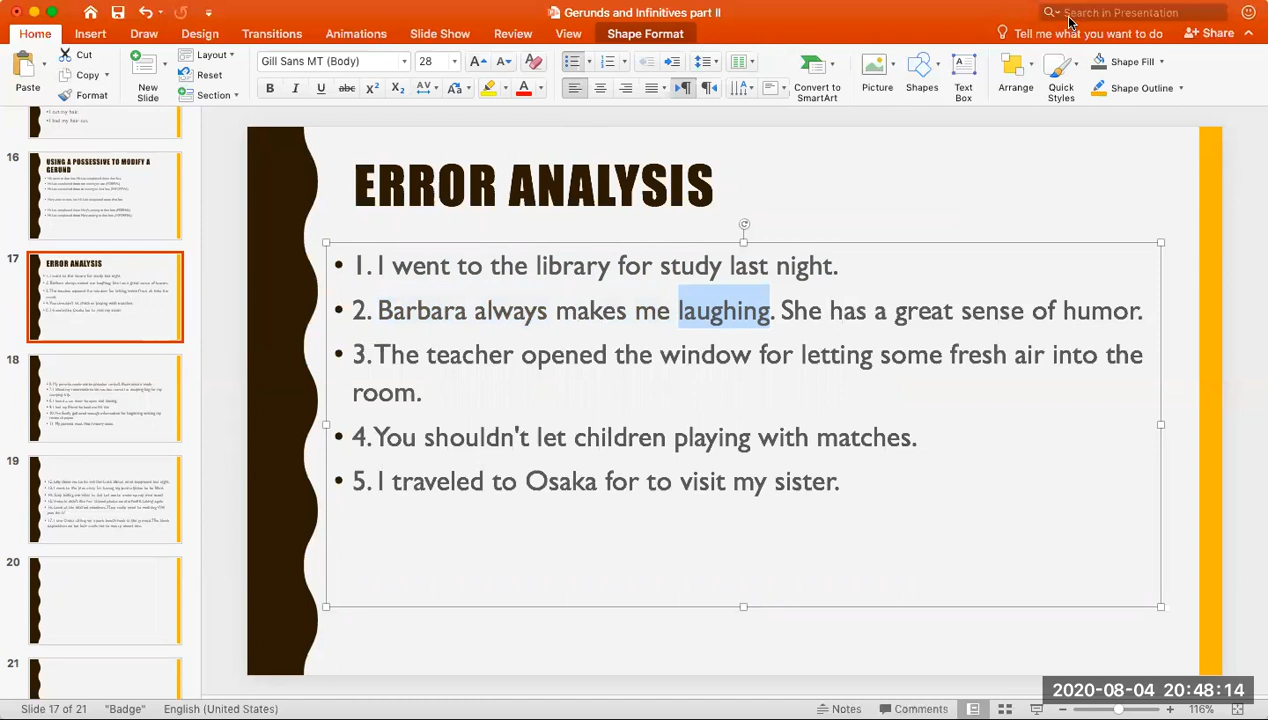 Gerunds and Infinitives part II
Search in Presentation
Home Insert Draw Design Transitions Animations Slide Show Review View Shape Format Tell me what you want to do Share
Paste
Cut
Copy
Format
New Slide
Layout
Reset
Section
Gill Sans MT (Body) 28
B I U abc X² X₂ AV Aa A A
Convert to SmartArt
Picture
Shapes
Text Box
Arrange
Quick Styles
Shape Fill
Shape Outline
16
USING A POSSESSIVE TO MODIFY A GERUND
17
ERROR ANALYSIS
18
19
20
21
ERROR ANALYSIS
• 1. I went to the library for study last night.
• 2. Barbara always makes me laughing. She has a great sense of humor.
• 3. The teacher opened the window for letting some fresh air into the
room.
• 4. You shouldn't let children playing with matches.
• 5. I traveled to Osaka for to visit my sister.
2020-08-04 20:48:14
Slide 17 of 21 "Badge" English (United States) Notes Comments 116%